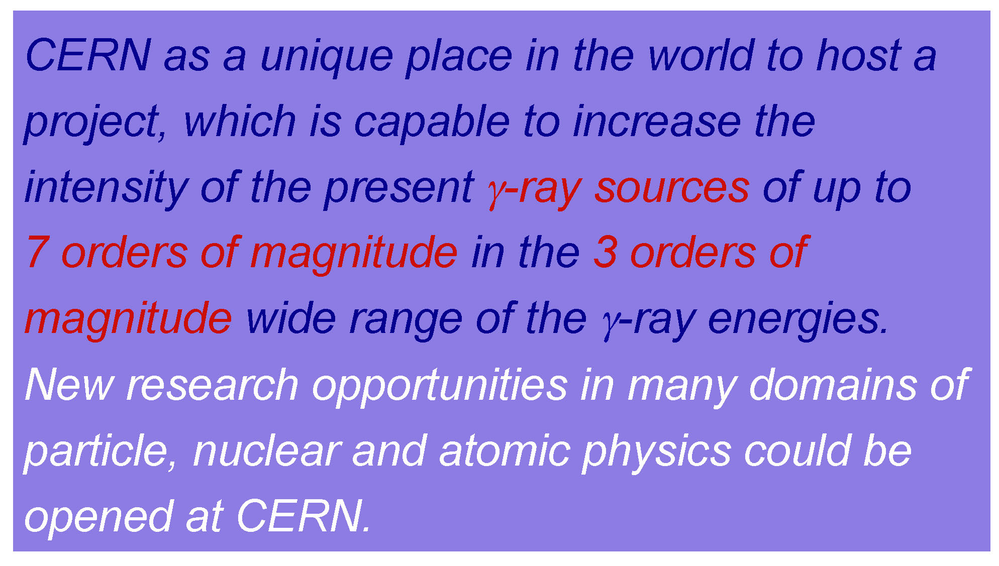 CERN as a unique place in the world to host a
project, which is capable to increase the
intensity of the present γ-ray sources of up to
7 orders of magnitude in the 3 orders of
magnitude wide range of the γ-ray energies.
New research opportunities in many domains of
particle, nuclear and atomic physics could be
opened at CERN.